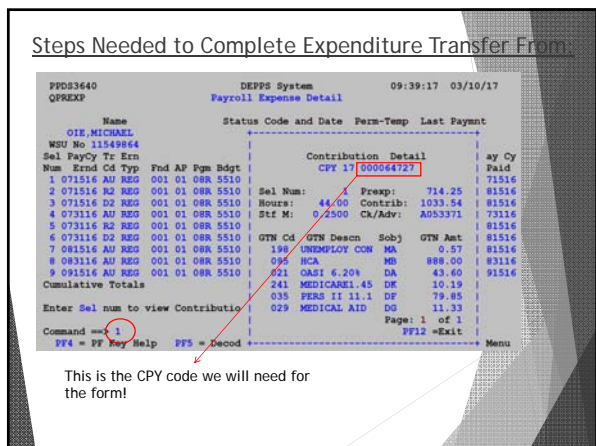 Steps Needed to Complete Expenditure Transfer From:
PPDS3640 DEPPS System 09:39:17 03/10/17
QPREXP Payroll Expense Detail
Name Status Code and Date Perm-Temp Last Paymnt
OIE,MICHAEL
WSU No 11549864
Sel PayCy Tr Ern Contribution Detail ay Cy
Num Ernd Cd Typ Fnd AP Pgm Bdgt CPY 17 000064727 Paid
1 071516 AU REG 001 01 08R 5510 71516
2 071516 R2 REG 001 01 08R 5510 Sel Num: 1 Prexp: 714.25 81516
3 071516 D2 REG 001 01 08R 5510 Hours: 44.00 Contrib: 1033.54 81516
4 073116 AU REG 001 01 08R 5510 Stf M: 0.2500 Ck/Adv: A053371 73116
5 073116 R2 REG 001 01 08R 5510 81516
6 073116 D2 REG 001 01 08R 5510 GTN Cd GTN Descn Sobj GTN Amt 81516
7 081516 AU REG 001 01 08R 5510 198 UNEMPLOY CON MA 0.57 81516
8 083116 AU REG 001 01 08R 5510 095 HCA MB 888.00 83116
9 091516 AU REG 001 01 08R 5510 021 OASI 6.20% DA 43.60 91516
Cumulative Totals 241 MEDICARE1.45 DK 10.19
035 PERS II 11.1 DF 79.85
Enter Sel num to view Contributio 029 MEDICAL AID DG 11.33
Page: 1 of 1
Command ==> 1 PF12 =Exit
PF4 = PF Key Help PF5 = Decod Menu
This is the CPY code we will need for
the form!